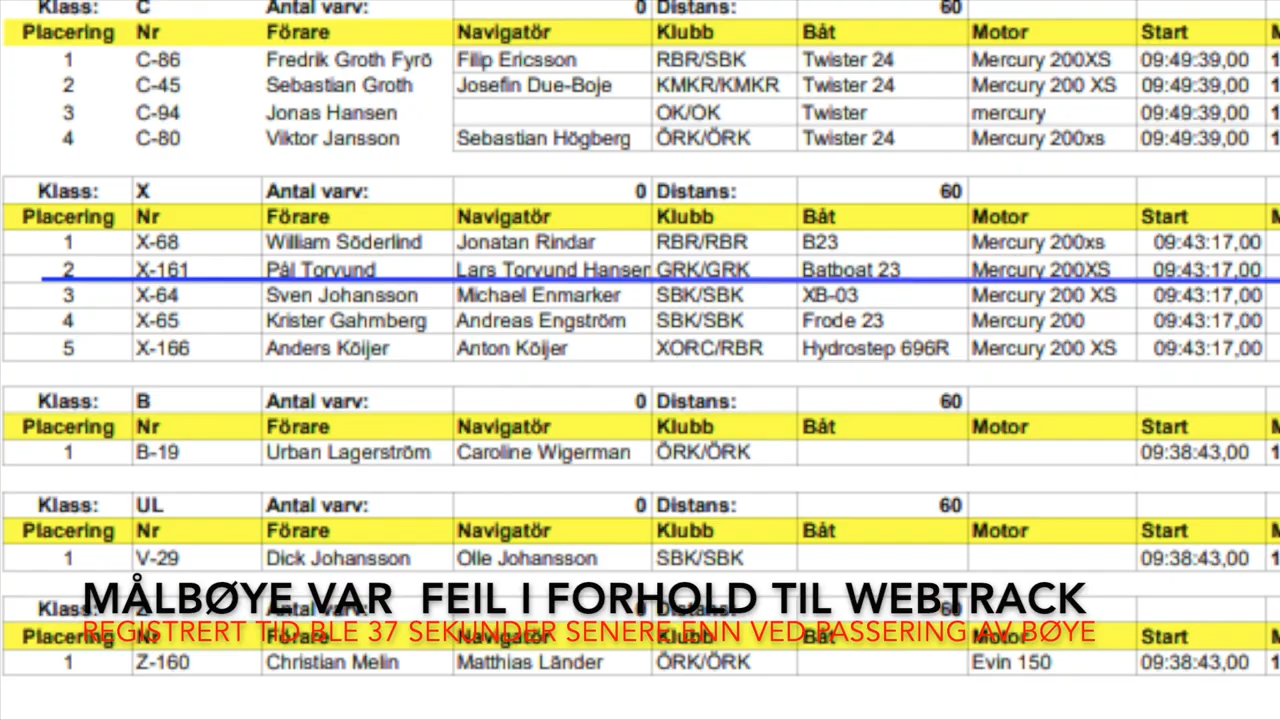 Klass: C Antal varv: 0 Distans: 60
Placering Nr Förare Navigatör Klubb Båt Motor Start
1 C-86 Fredrik Groth Fyrö Filip Ericsson RBR/SBK Twister 24 Mercury 200XS 09:49:39,00
2 C-45 Sebastian Groth Josefin Due-Boje KMKR/KMKR Twister 24 Mercury 200 XS 09:49:39,00
3 C-94 Jonas Hansen OK/OK Twister mercury 09:49:39,00
4 C-80 Viktor Jansson Sebastian Högberg ÖRK/ÖRK Twister 24 Mercury 200xs 09:49:39,00
Klass: X Antal varv: 0 Distans: 60
Placering Nr Förare Navigatör Klubb Båt Motor Start
1 X-68 William Söderlind Jonatan Rindar RBR/RBR B23 Mercury 200xs 09:43:17,00
2 X-161 Pål Torvund Lars Torvund Hansen GRK/GRK Batboat 23 Mercury 200XS 09:43:17,00
3 X-64 Sven Johansson Michael Enmarker SBK/SBK XB-03 Mercury 200 XS 09:43:17,00
4 X-65 Krister Gahmberg Andreas Engström SBK/SBK Frode 23 Mercury 200 09:43:17,00
5 X-166 Anders Köijer Anton Köijer XORC/RBR Hydrostep 696R Mercury 200 XS 09:43:17,00
Klass: B Antal varv: 0 Distans: 60
Placering Nr Förare Navigatör Klubb Båt Motor Start
1 B-19 Urban Lagerström Caroline Wigerman ÖRK/ÖRK 09:38:43,00
Klass: UL Antal varv: 0 Distans: 60
Placering Nr Förare Navigatör Klubb Båt Motor Start
1 V-29 Dick Johansson Olle Johansson SBK/SBK 09:38:43,00
MÅLBØYE VAR FEIL I FORHOLD TIL WEBTRACK
Klass: Z Antal varv: 0 Distans: 60
REGISTRERT TID BLE 37 SEKUNDER SENERE ENN VED PASSERING AV BØYE
Placering Nr Förare Navigatör Klubb Båt Motor Start
1 Z-160 Christian Melin Matthias Länder ÖRK/ÖRK Evin 150 09:38:43,00